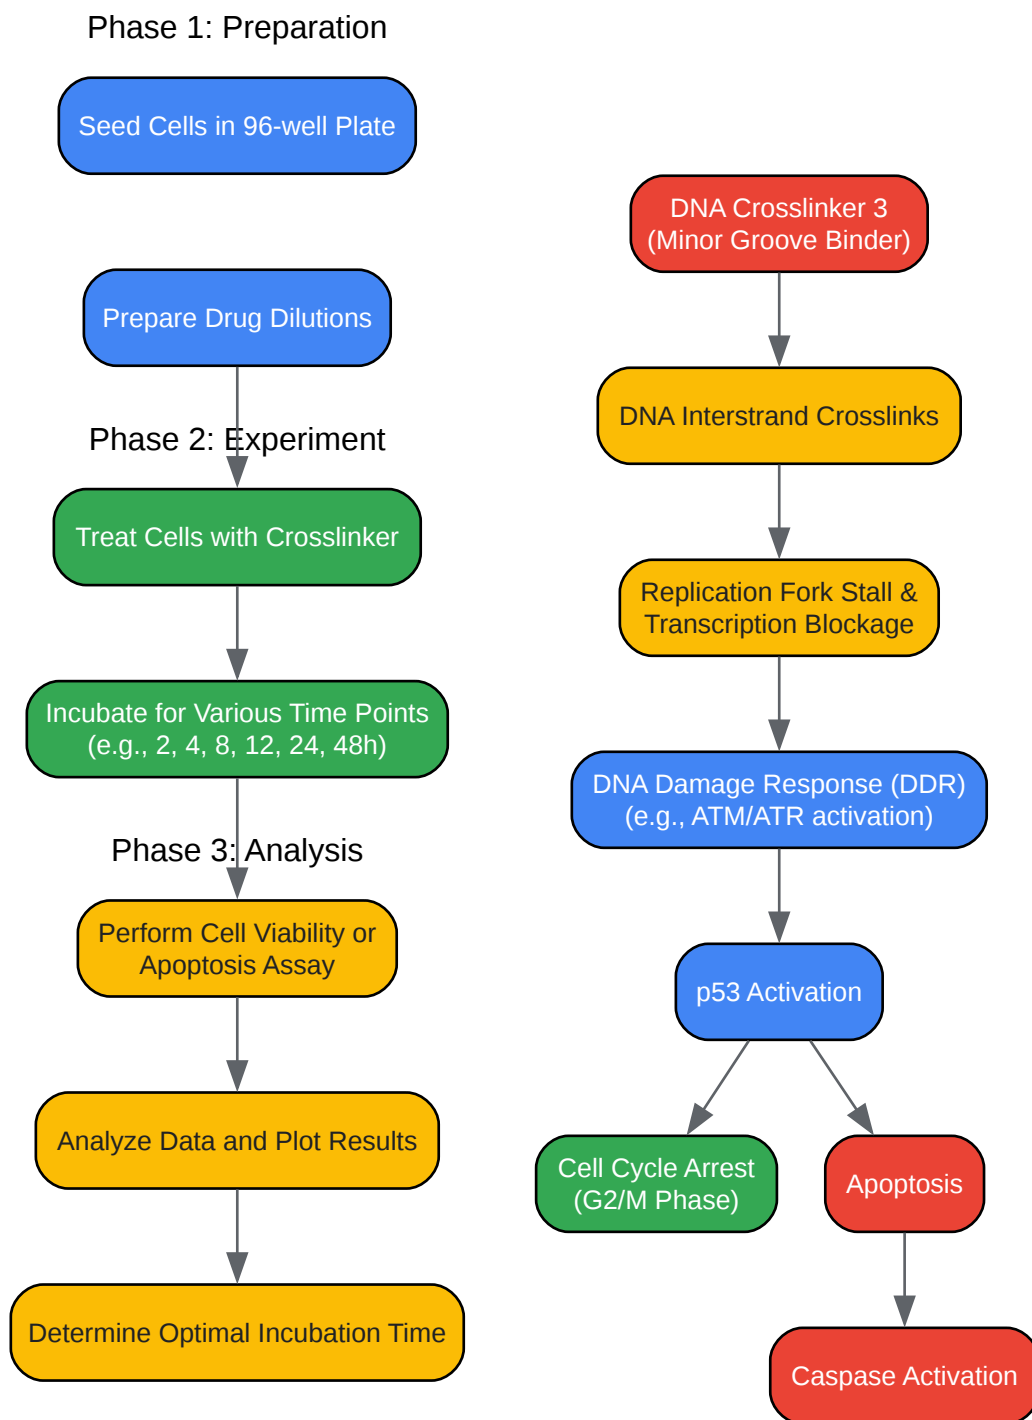 Phase 1: Preparation
Seed Cells in 96-well Plate
Prepare Drug Dilutions
Phase 2: Experiment
Treat Cells with Crosslinker
Incubate for Various Time Points
(e.g., 2, 4, 8, 12, 24, 48h)
Phase 3: Analysis
Perform Cell Viability or
Apoptosis Assay
Analyze Data and Plot Results
Determine Optimal Incubation Time
DNA Crosslinker 3
(Minor Groove Binder)
DNA Interstrand Crosslinks
Replication Fork Stall &
Transcription Blockage
DNA Damage Response (DDR)
(e.g., ATM/ATR activation)
p53 Activation
Cell Cycle Arrest
(G2/M Phase)
Apoptosis
Caspase Activation